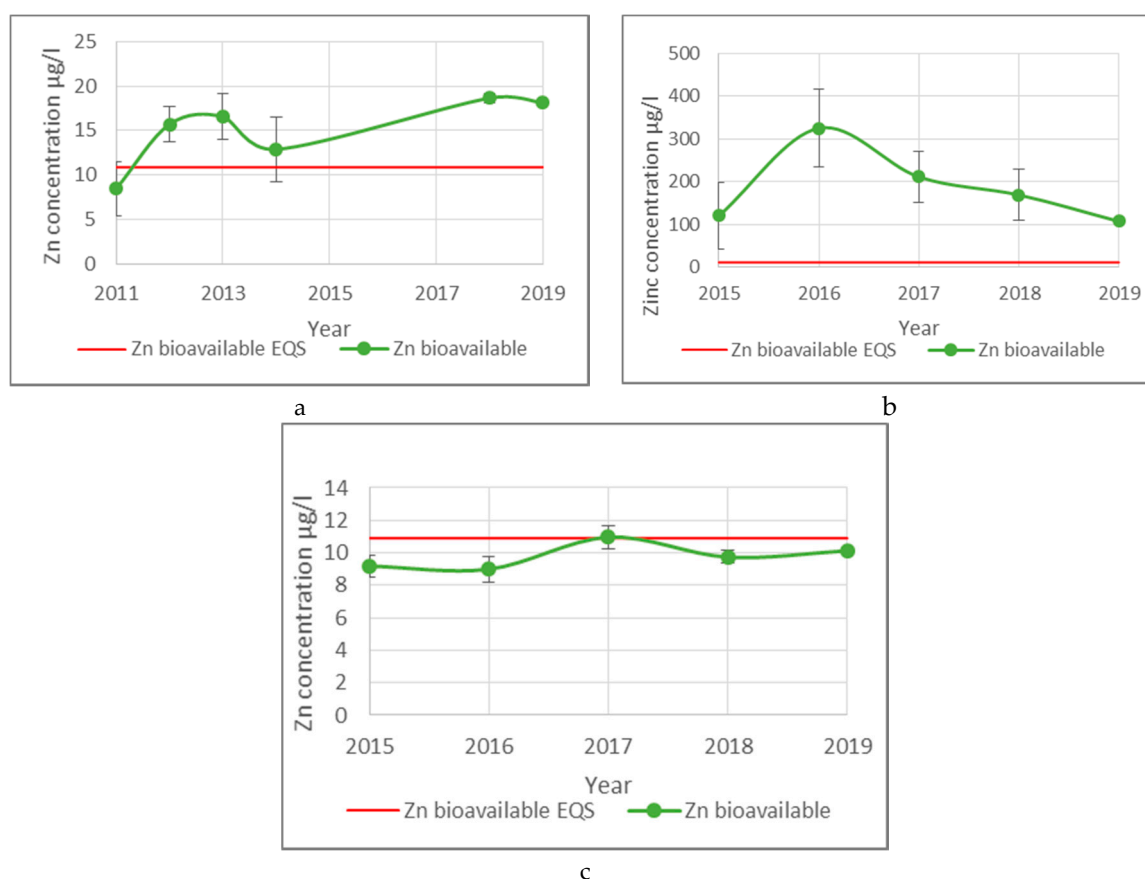 Zn concentration µg/l
25
20
15
10
5
0
2011 2013 2015 2017 2019
Year
Zn bioavailable EQS Zn bioavailable
a
Zinc concentration µg/l
500
400
300
200
100
0
2015 2016 2017 2018 2019
Year
Zn bioavailable EQS Zn bioavailable
b
Zn concentration µg/l
14
12
10
8
6
4
2
0
2015 2016 2017 2018 2019
Year
Zn bioavailable EQS Zn bioavailable
c